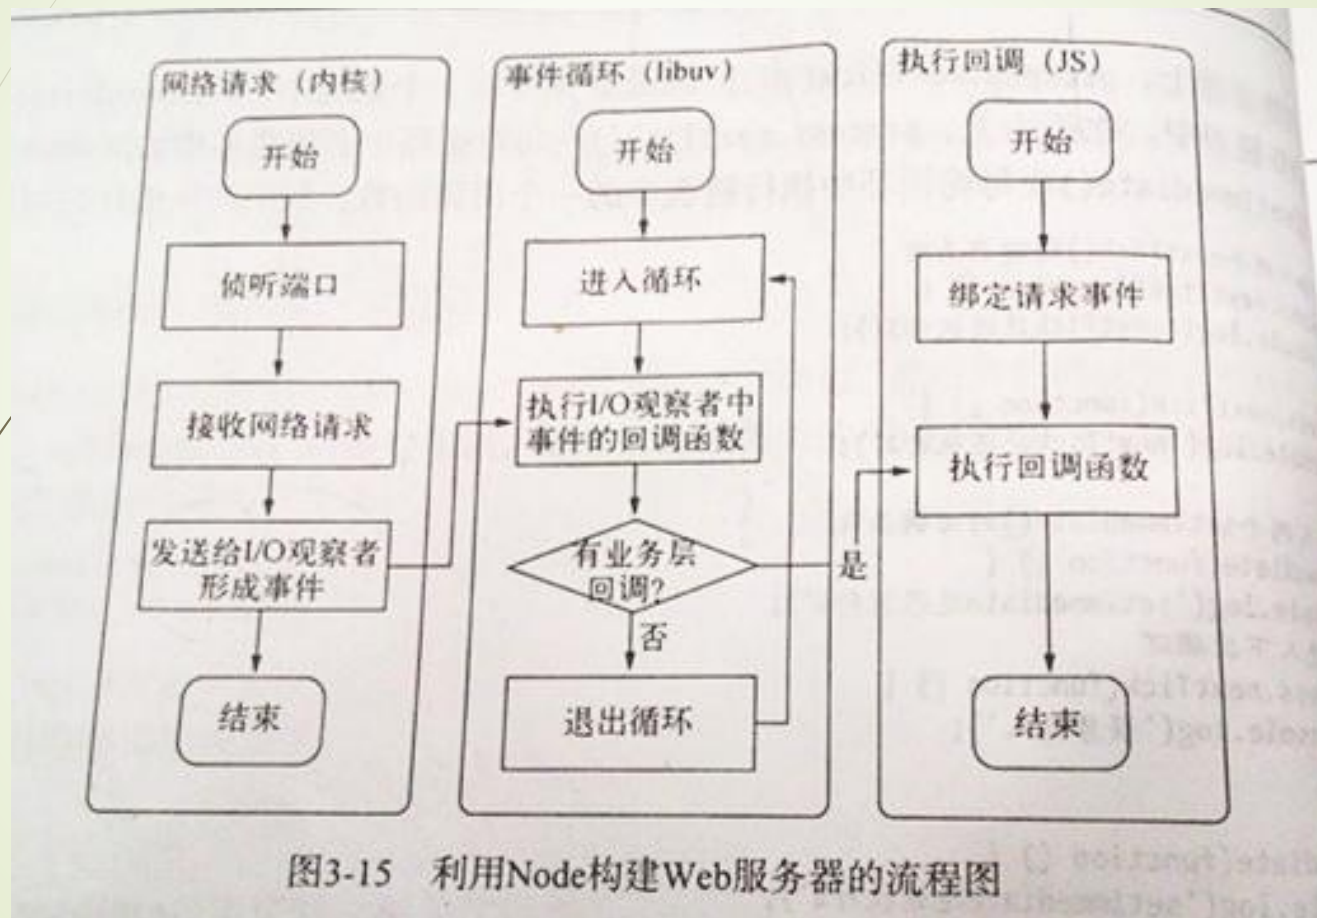 网络请求（内核）
开始
侦听端口
接收网络请求
发送给I/O观察者
形成事件
结束
事件循环（libuv）
开始
进入循环
执行I/O观察者中
事件的回调函数
有业务层
回调?
是
否
退出循环
执行回调（JS）
开始
绑定请求事件
执行回调函数
结束
图3-15 利用Node构建Web服务器的流程图